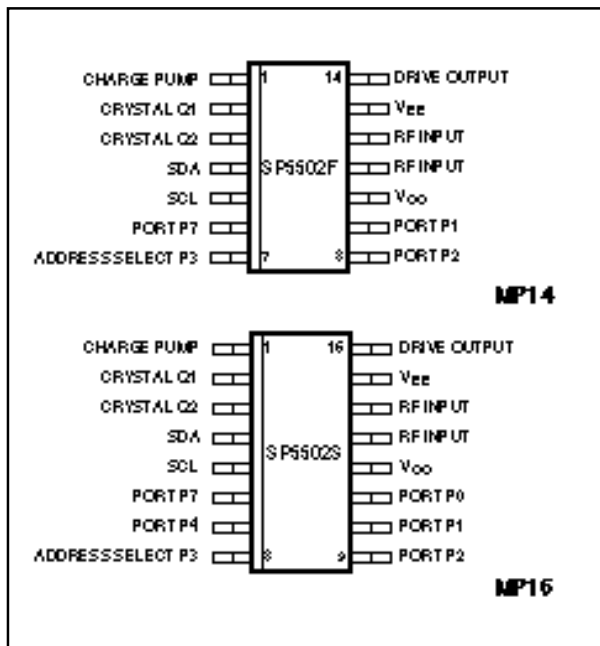 CHARGE PUMP 1 14 DRIVE OUTPUT
CRYSTAL Q1 VEE
CRYSTAL Q2 RF INPUT
SDA SP5502F RF INPUT
SCL VCC
PORT P7 PORT P1
ADDRESS SELECT P3 7 8 PORT P2
MP14
CHARGE PUMP 1 16 DRIVE OUTPUT
CRYSTAL Q1 VEE
CRYSTAL Q2 RF INPUT
SDA RF INPUT
SP5502S
SCL VCC
PORT P7 PORT P0
PORT P4 PORT P1
ADDRESS SELECT P3 8 9 PORT P2
MP16